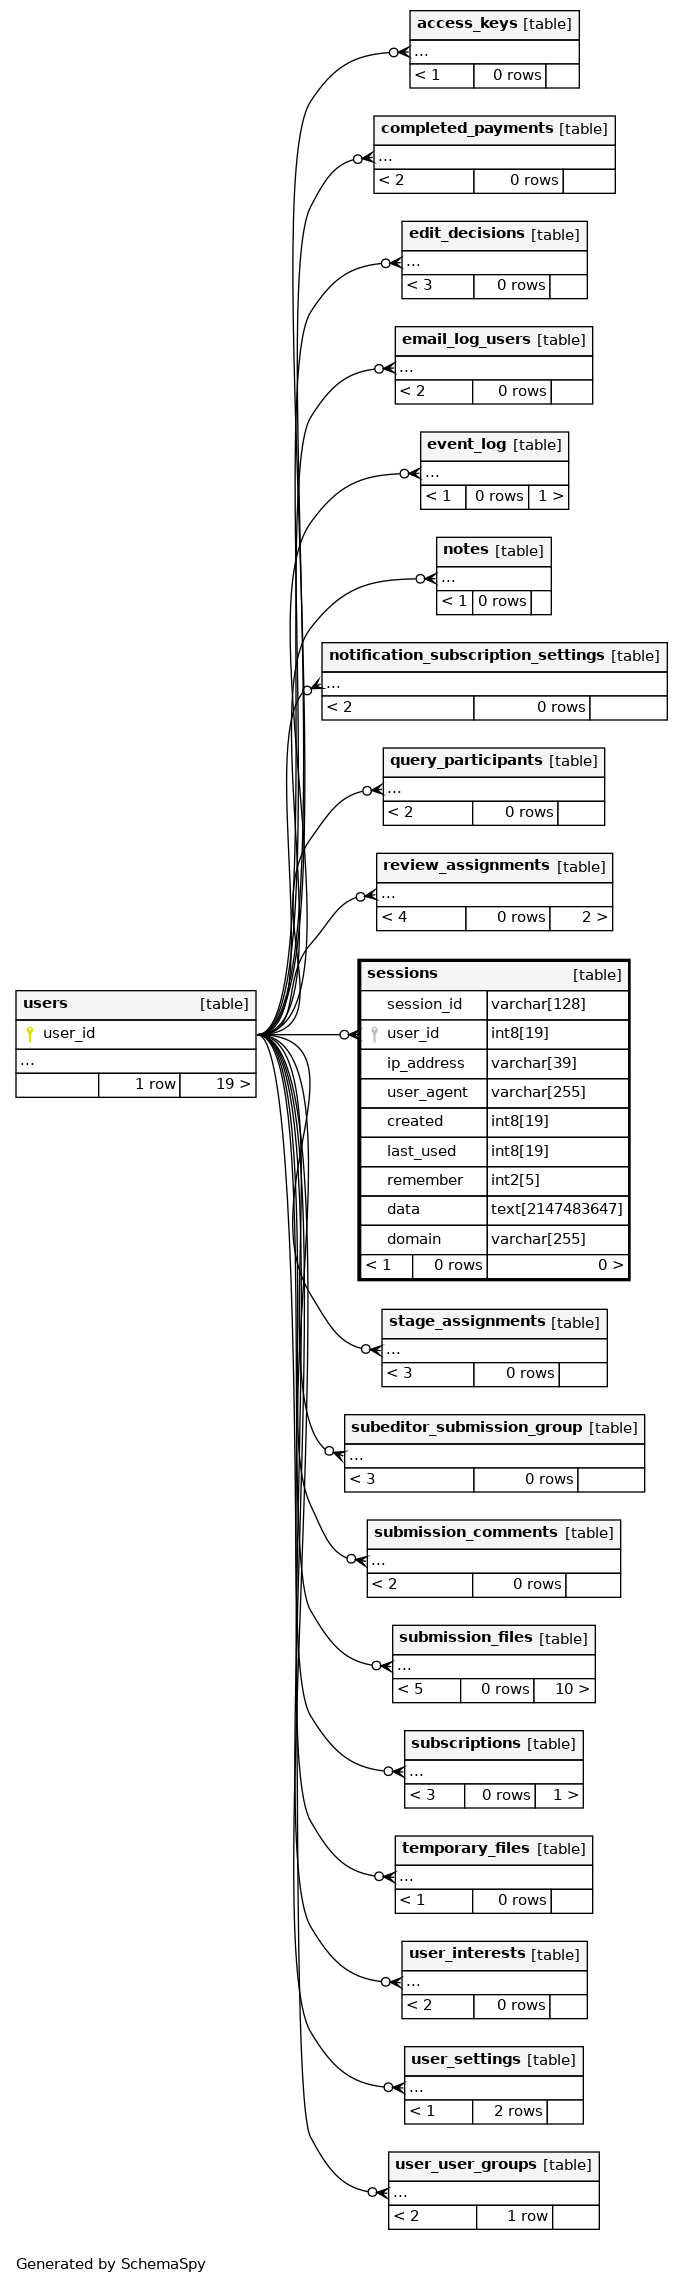 access_keys [table]
...
< 1 0 rows
completed_payments [table]
...
< 2 0 rows
edit_decisions [table]
...
< 3 0 rows
email_log_users [table]
...
< 2 0 rows
event_log [table]
...
< 1 0 rows 1 >
notes [table]
...
< 1 0 rows
notification_subscription_settings [table]
...
< 2 0 rows
query_participants [table]
...
< 2 0 rows
review_assignments [table]
...
< 4 0 rows 2 >
users [table]
user_id
...
1 row 19 >
sessions [table]
session_id varchar[128]
user_id int8[19]
ip_address varchar[39]
user_agent varchar[255]
created int8[19]
last_used int8[19]
remember int2[5]
data text[2147483647]
domain varchar[255]
< 1 0 rows 0 >
stage_assignments [table]
...
< 3 0 rows
subeditor_submission_group [table]
...
< 3 0 rows
submission_comments [table]
...
< 2 0 rows
submission_files [table]
...
< 5 0 rows 10 >
subscriptions [table]
...
< 3 0 rows 1 >
temporary_files [table]
...
< 1 0 rows
user_interests [table]
...
< 2 0 rows
user_settings [table]
...
< 1 2 rows
user_user_groups [table]
...
< 2 1 row
Generated by SchemaSpy